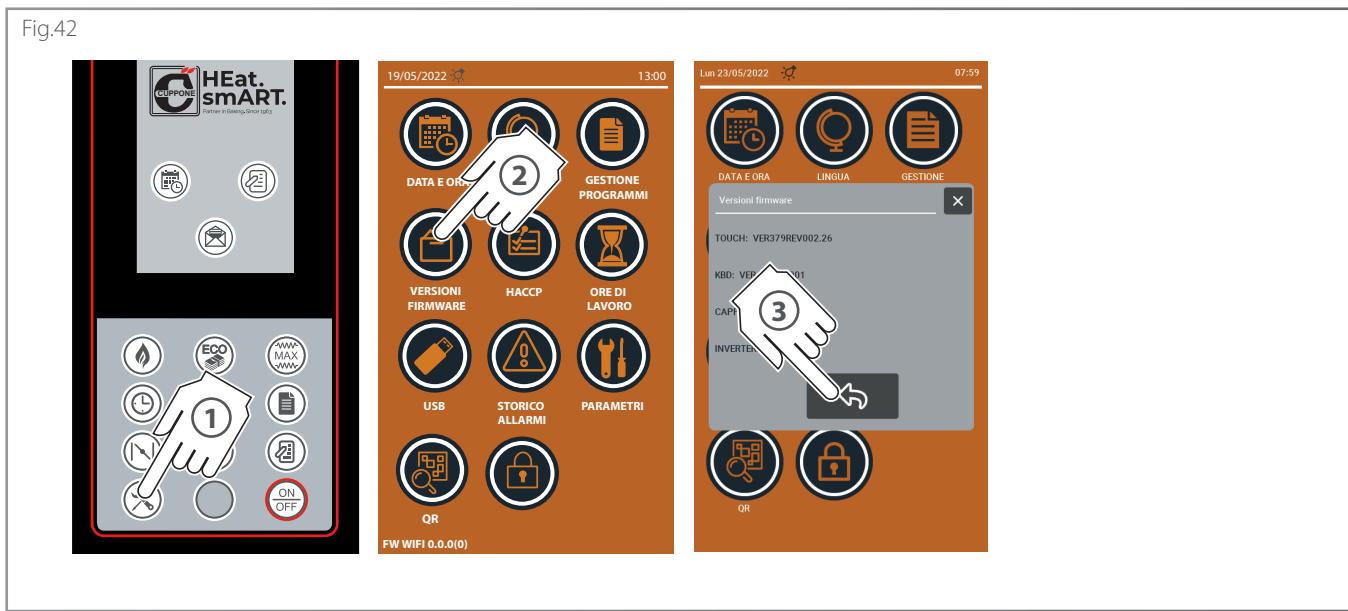 Fig.42
CUPPONE
HEat.
smART.
Partner in Baking, Since 1963
ECO
MAX
1
ON
OFF
19/05/2022
13:00
2
DATA E ORA
GESTIONE
PROGRAMMI
VERSIONI
FIRMWARE
HACCP
ORE DI
LAVORO
USB
STORICO
ALLARMI
PARAMETRI
QR
FW WIFI 0.0.0(0)
Lun 23/05/2022
07:59
DATA E ORA
LINGUA
GESTIONE
Versioni firmware
TOUCH: VER379REV002.26
KBD:
3
QR